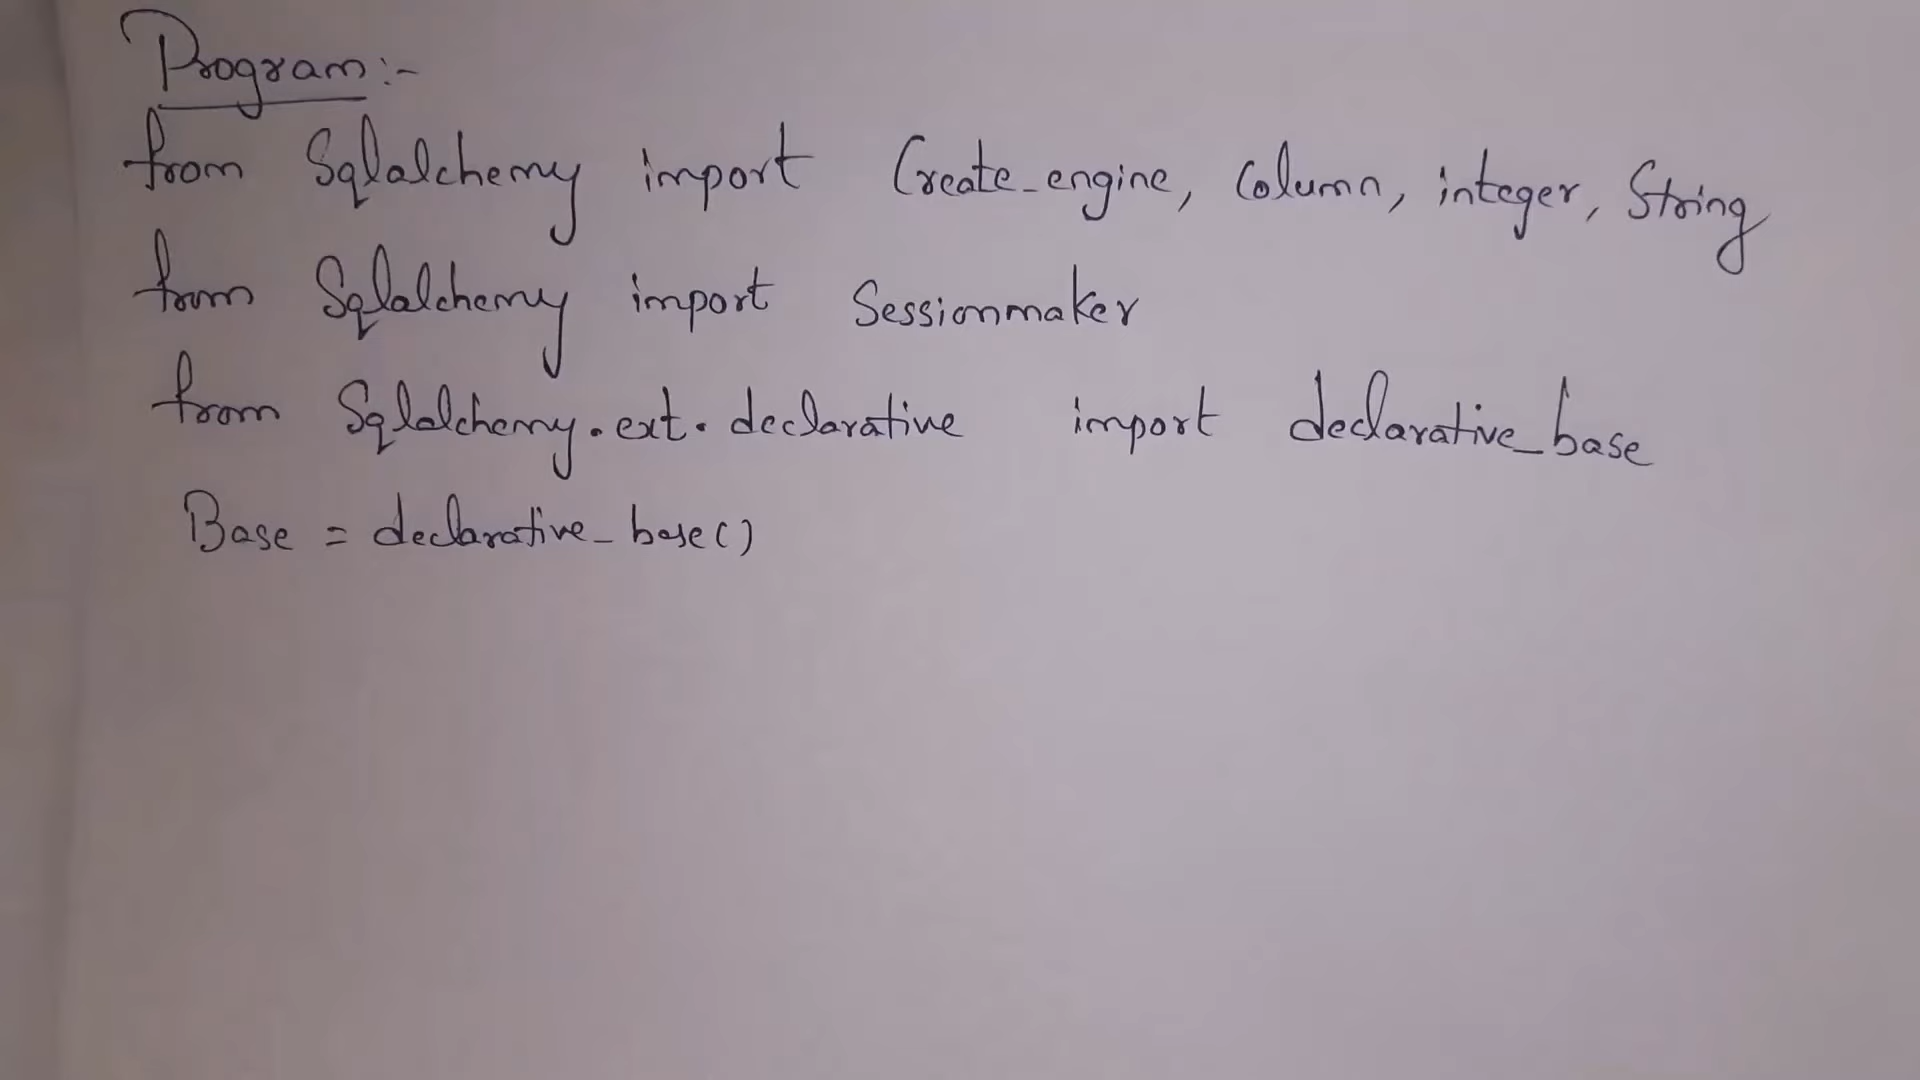 Program:-
from Sqlalchemy import Create_engine, Column, integer, String
from Sqlalchemy import Sessionmaker
from Sqlalchemy.ext.declarative import declarative_base
Base = declarative_base()